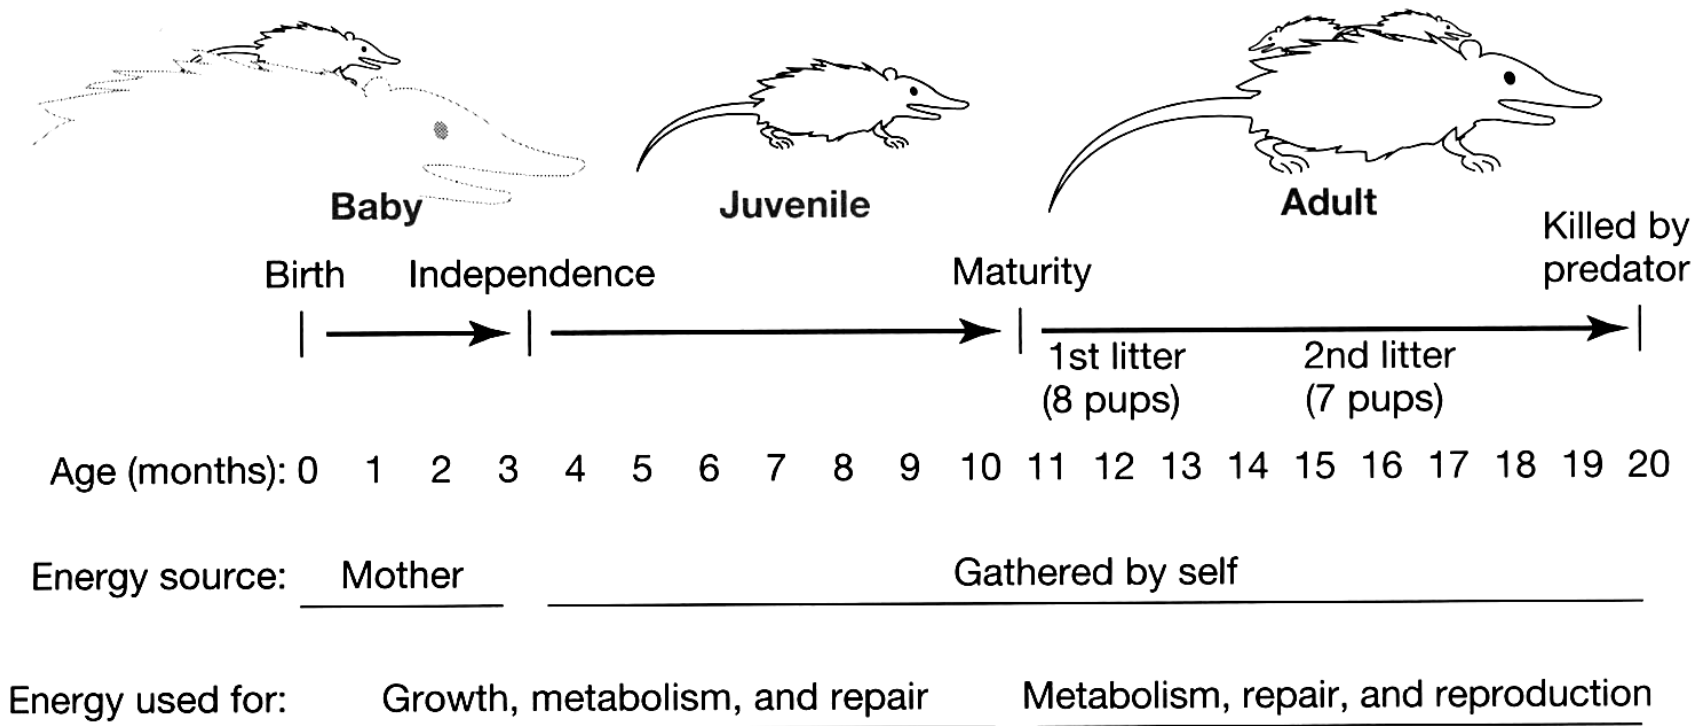 Baby
Juvenile
Adult
Birth
Independence
Maturity
Killed by
predator
1st litter
(8 pups)
2nd litter
(7 pups)
Age (months): 0 1 2 3 4 5 6 7 8 9 10 11 12 13 14 15 16 17 18 19 20
Energy source: Mother Gathered by self
Energy used for: Growth, metabolism, and repair Metabolism, repair, and reproduction